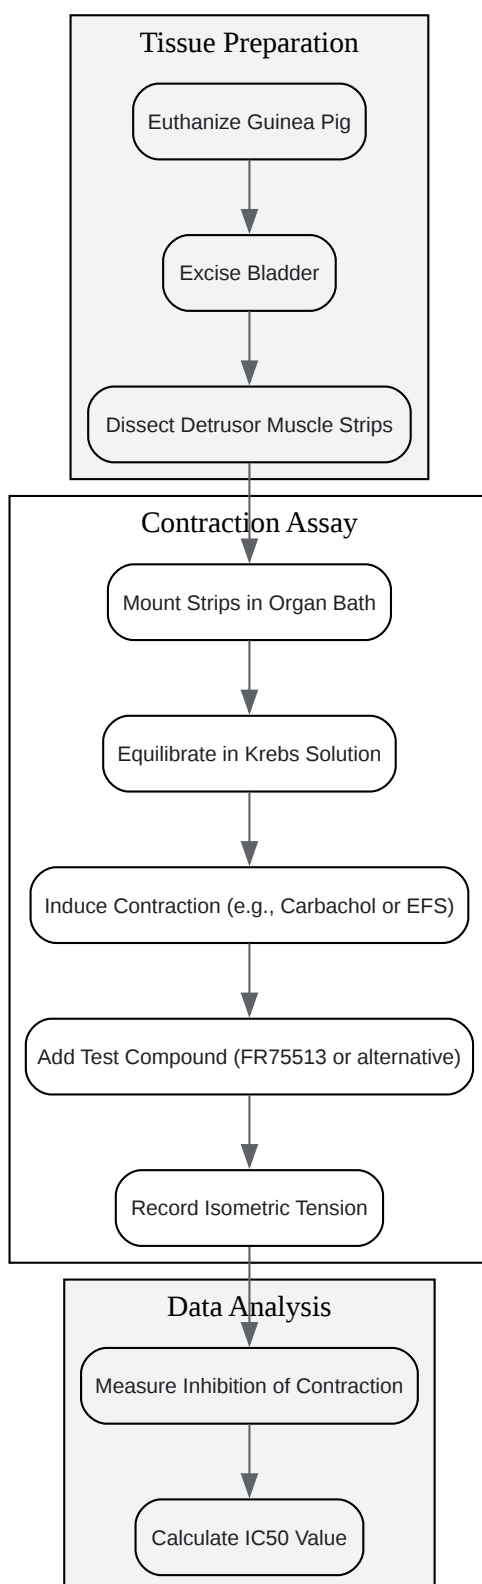 Tissue Preparation
Euthanize Guinea Pig
Excise Bladder
Dissect Detrusor Muscle Strips
Contraction Assay
Mount Strips in Organ Bath
Equilibrate in Krebs Solution
Induce Contraction (e.g., Carbachol or EFS)
Add Test Compound (FR75513 or alternative)
Record Isometric Tension
Data Analysis
Measure Inhibition of Contraction
Calculate IC50 Value